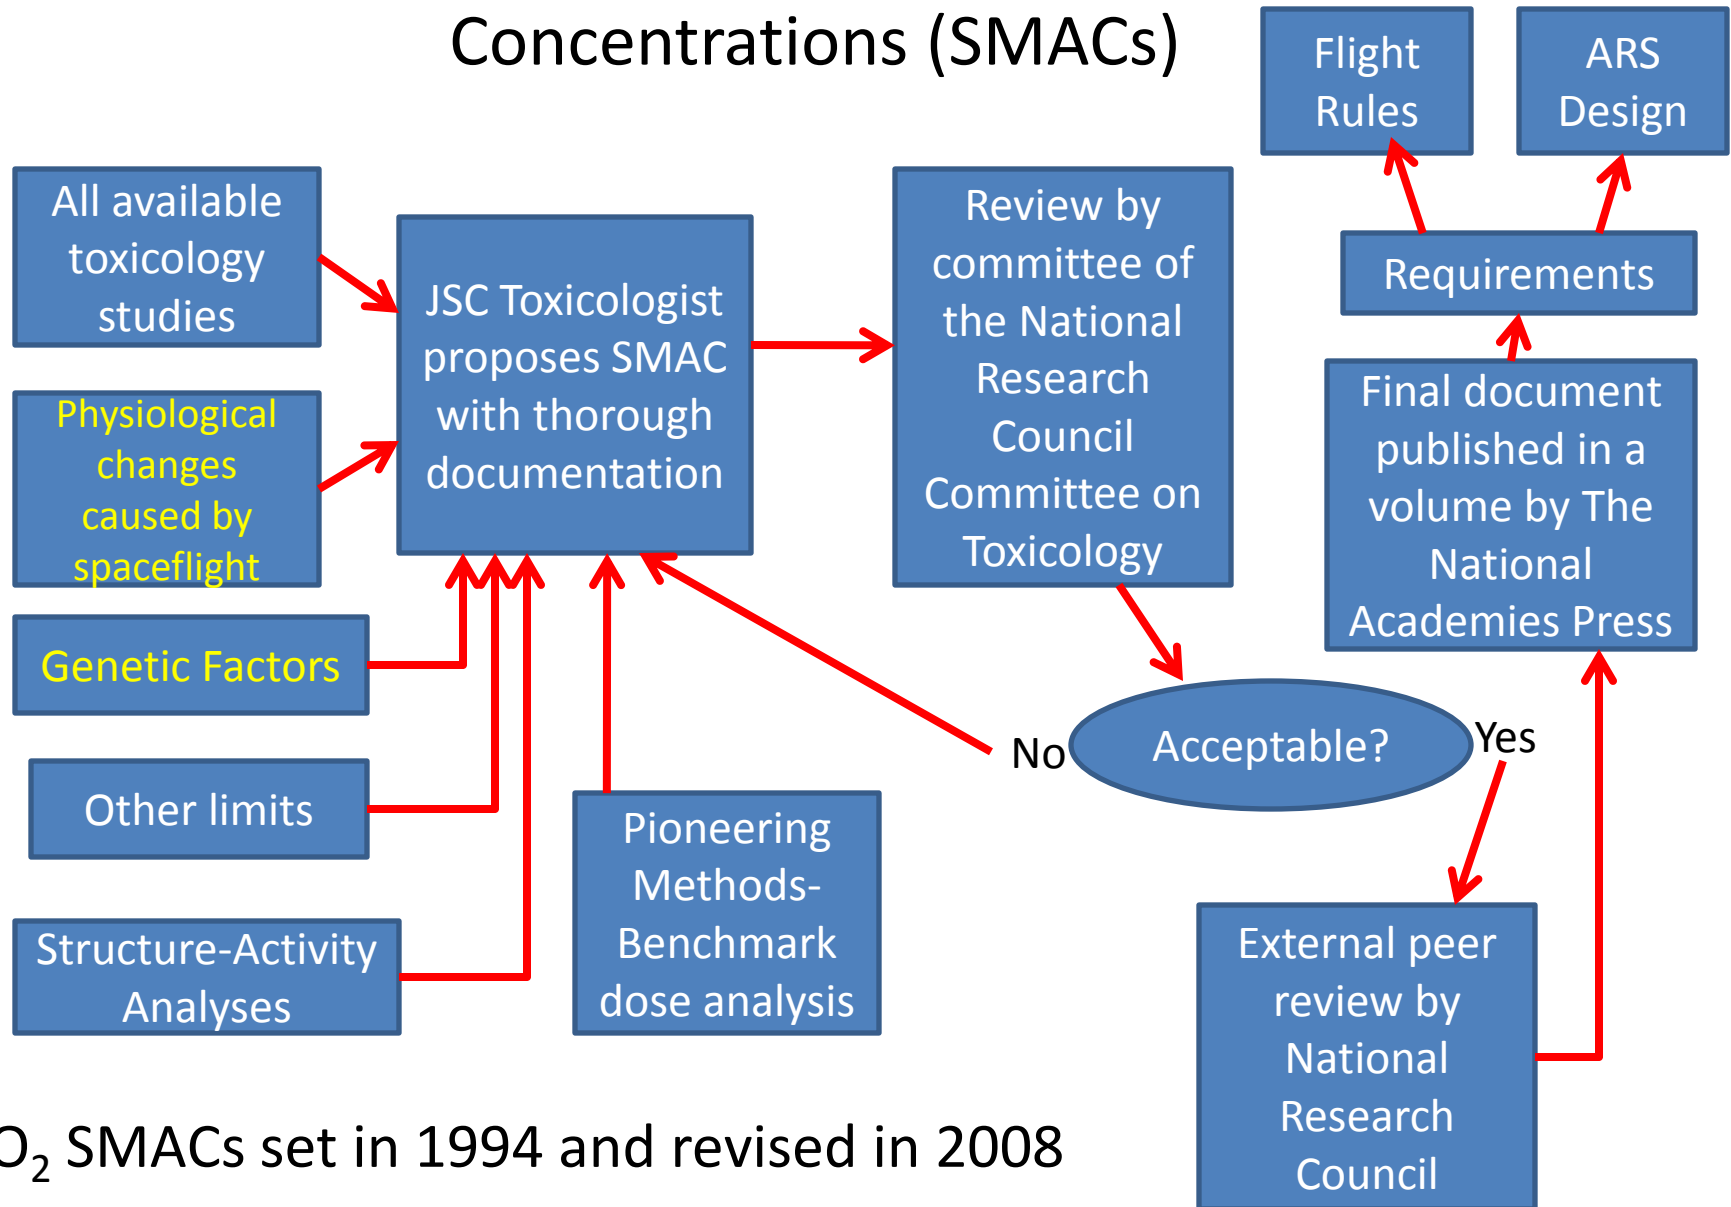 Concentrations (SMACs)
Flight
Rules
ARS
Design
All available
toxicology
studies
JSC Toxicologist
proposes SMAC
with thorough
documentation
Review by
committee of
the National
Research
Council
Committee on
Toxicology
Requirements
Final document
published in a
volume by The
National
Academies Press
Physiological
changes
caused by
spaceflight
Genetic Factors
Other limits
Structure-Activity
Analyses
Pioneering
Methods-
Benchmark
dose analysis
No
Acceptable?
Yes
External peer
review by
National
Research
Council
O₂ SMACs set in 1994 and revised in 2008